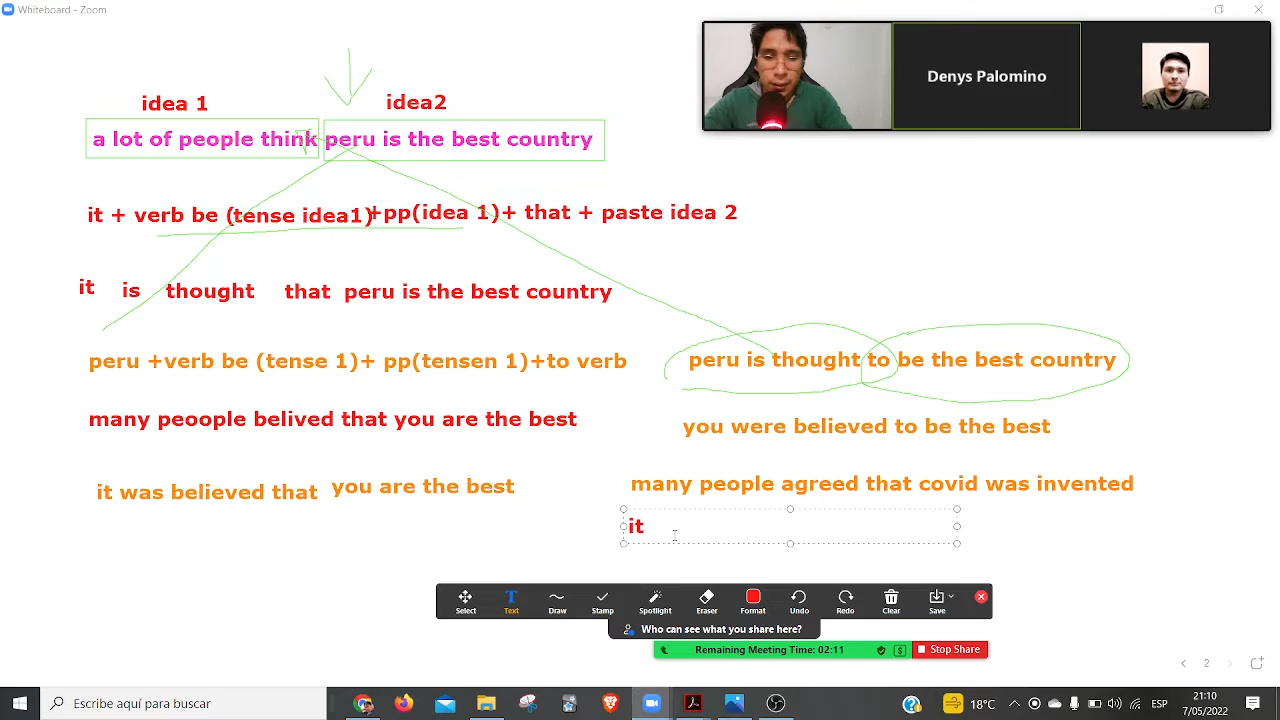 Whiteboard - Zoom
Denys Palomino
idea 1
idea2
a lot of people think peru is the best country
it + verb be (tense idea1)+pp(idea 1)+ that + paste idea 2
it is thought that peru is the best country
peru +verb be (tense 1)+ pp(tensen 1)+to verb
peru is thought to be the best country
many peoople belived that you are the best
you were believed to be the best
it was believed that you are the best
many people agreed that covid was invented
it
Select Text Draw Stamp Spotlight Eraser Format Undo Redo Clear Save
Who can see what you share here?
Remaining Meeting Time: 02:11
Stop Share
2
Escribe aquí para buscar
18°C
ESP
21:10
7/05/2022